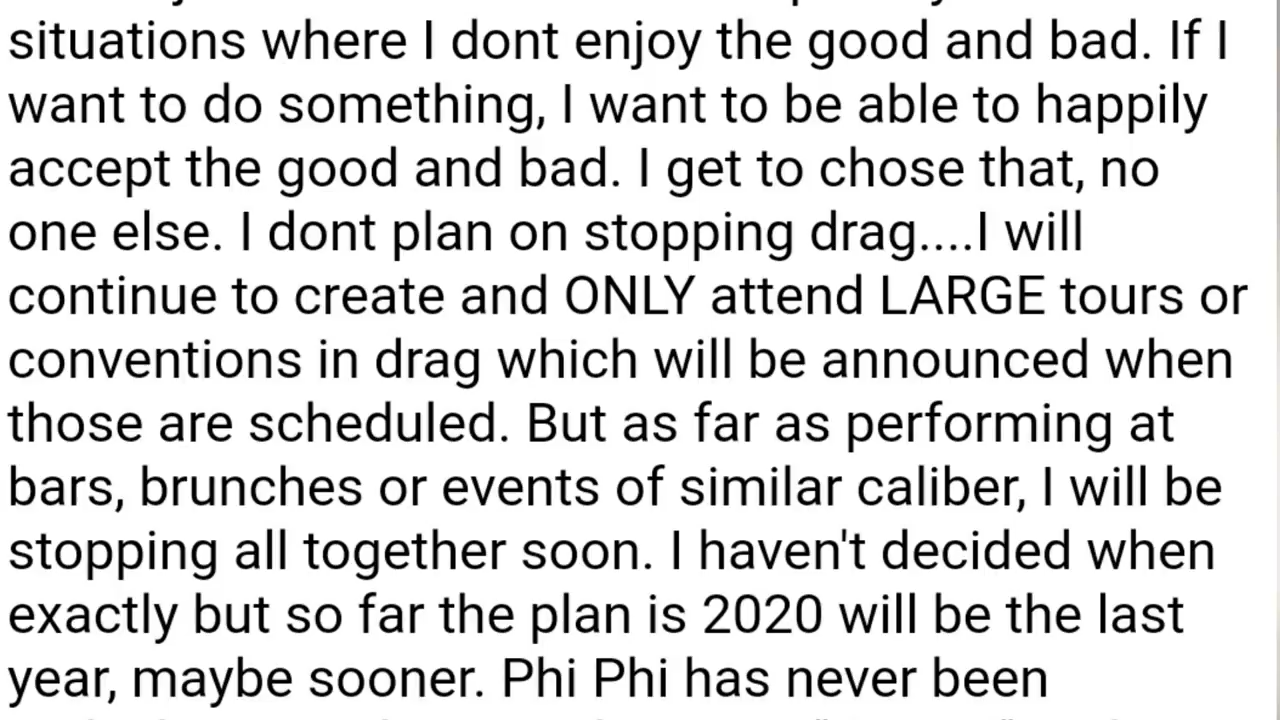 situations where I dont enjoy the good and bad. If I
want to do something, I want to be able to happily
accept the good and bad. I get to chose that, no
one else. I dont plan on stopping drag....I will
continue to create and ONLY attend LARGE tours or
conventions in drag which will be announced when
those are scheduled. But as far as performing at
bars, brunches or events of similar caliber, I will be
stopping all together soon. I haven't decided when
exactly but so far the plan is 2020 will be the last
year, maybe sooner. Phi Phi has never been